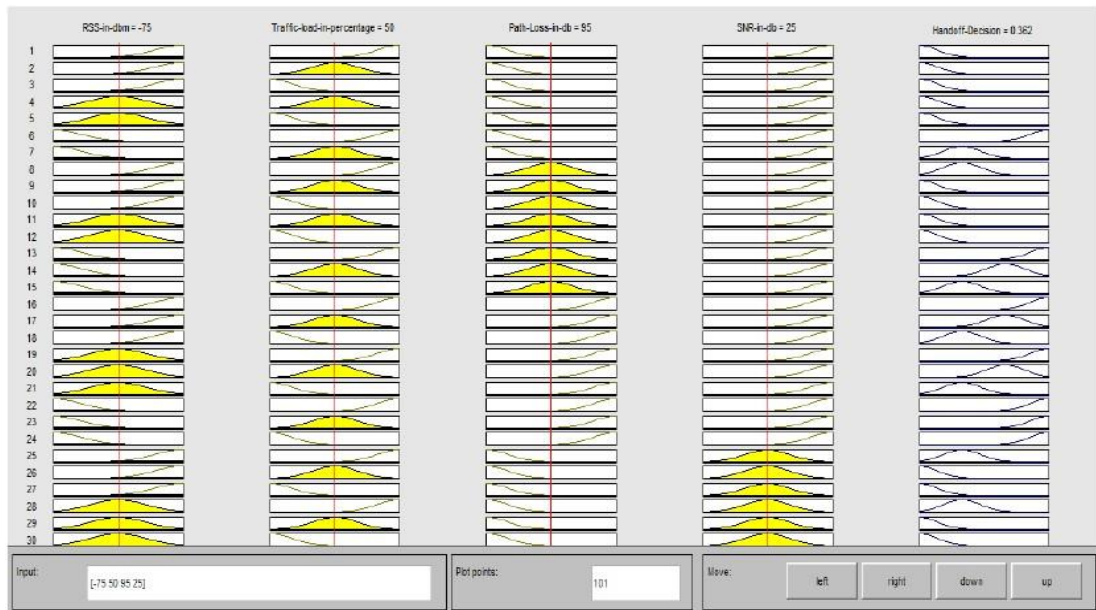 RSS-in-dbm = -75
Traffic-load-in-percentage = 50
Path-Loss-in-db = 95
SNR-in-db = 25
Handoff-Decision = 0.362
1
2
3
4
5
6
7
8
9
10
11
12
13
14
15
16
17
18
19
20
21
22
23
24
25
26
27
28
29
30
Input:
[-75 50 95 25]
Plot points:
101
Move:
left
right
down
up